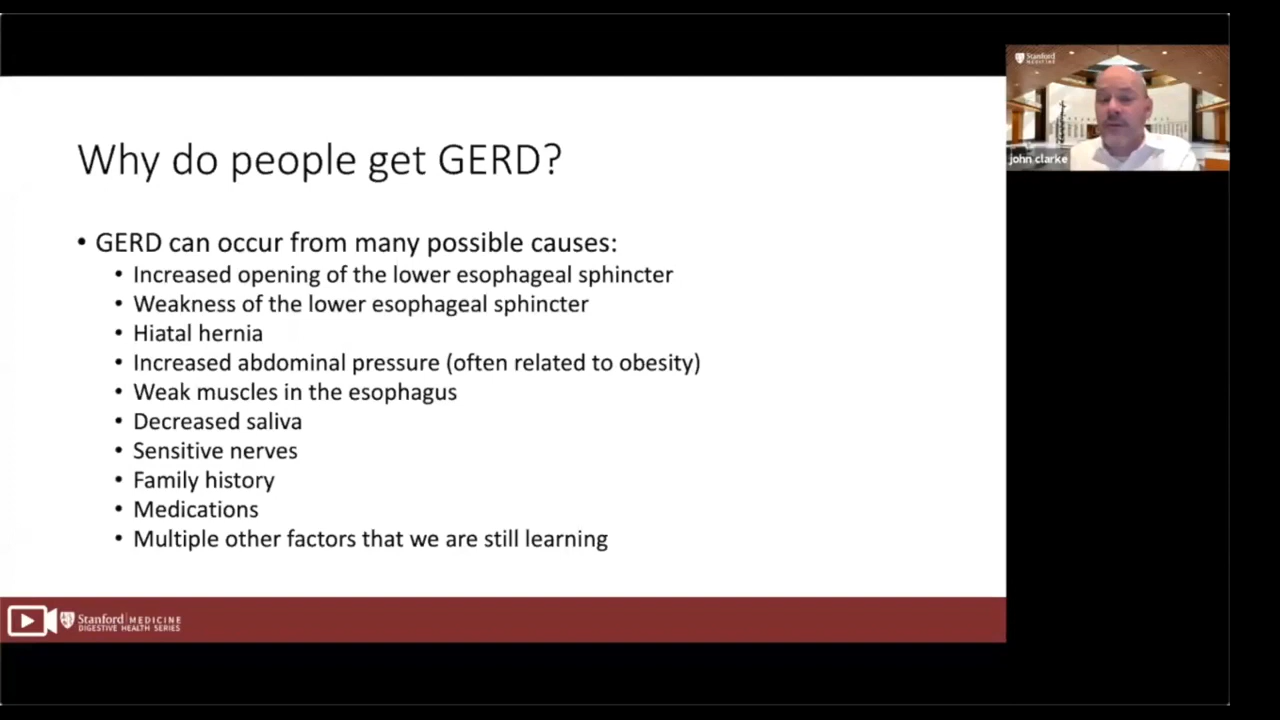 Why do people get GERD?
• GERD can occur from many possible causes:
• Increased opening of the lower esophageal sphincter
• Weakness of the lower esophageal sphincter
• Hiatal hernia
• Increased abdominal pressure (often related to obesity)
• Weak muscles in the esophagus
• Decreased saliva
• Sensitive nerves
• Family history
• Medications
• Multiple other factors that we are still learning
Stanford MEDICINE
DIGESTIVE HEALTH SERIES
Stanford
MEDICINE
john clarke